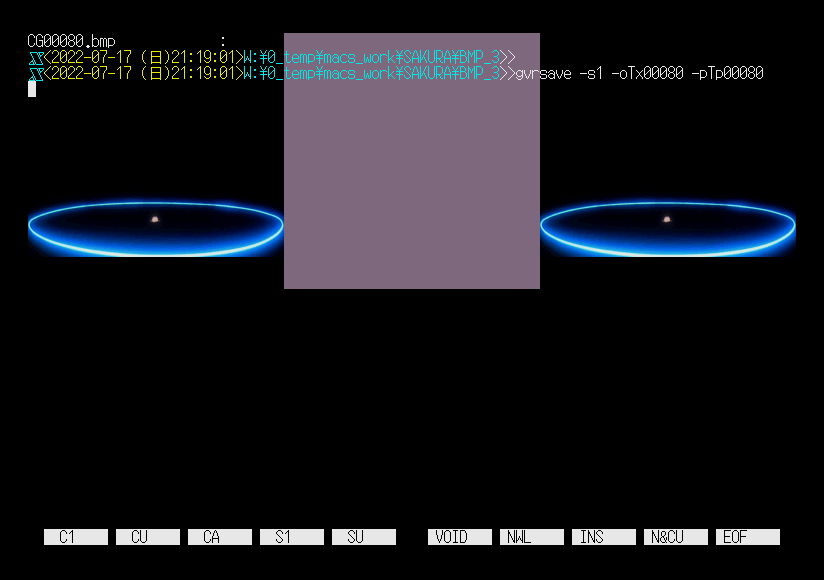 CG00080.bmp :
<2022-07-17 (日)21:19:01>W:¥0_temp¥macs_work¥SAKURA¥BMP_3>>
<2022-07-17 (日)21:19:01>W:¥0_temp¥macs_work¥SAKURA¥BMP_3>>gvrsave -s1 -oTx00080 -pTp00080
C1 CU CA S1 SU VOID NWL INS N&CU EOF